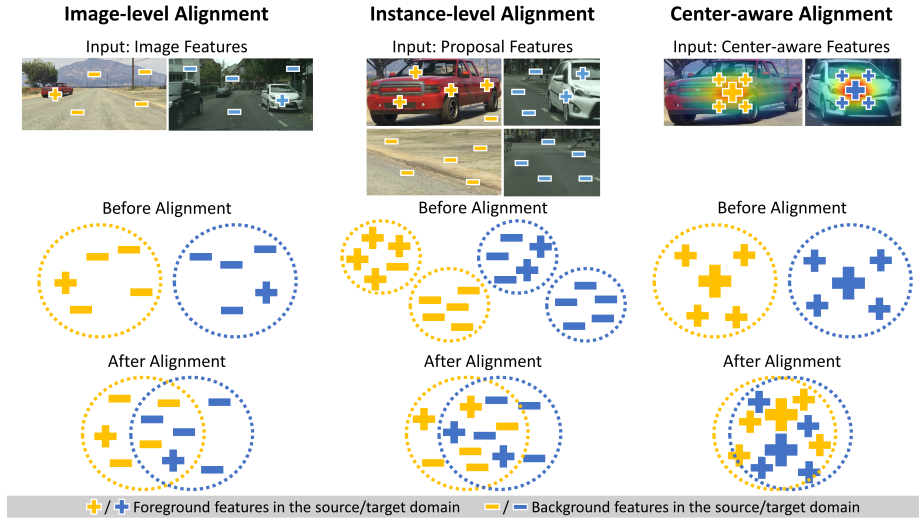 Image-level Alignment
Instance-level Alignment
Center-aware Alignment
Input: Image Features
Input: Proposal Features
Input: Center-aware Features
Before Alignment
Before Alignment
Before Alignment
After Alignment
After Alignment
After Alignment
/ Foreground features in the source/target domain
/ Background features in the source/target domain